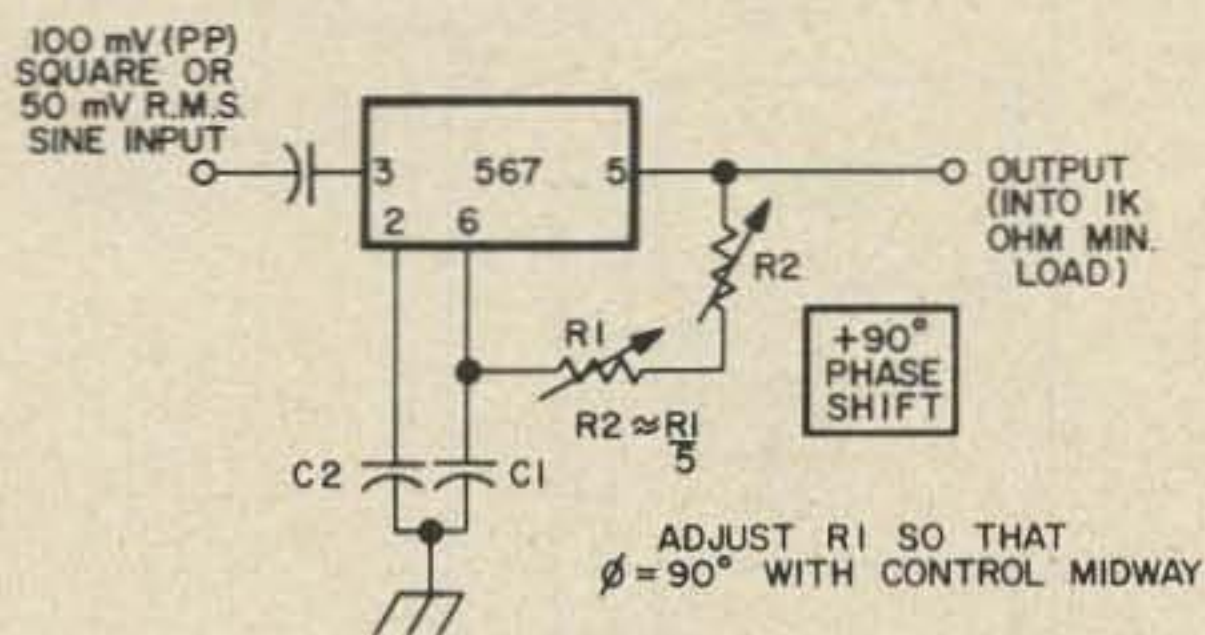 100 mV (PP)
SQUARE OR
50 mV R.M.S.
SINE INPUT
3
567
5
2
6
OUTPUT
(INTO 1K
OHM MIN.
LOAD)
R2
R1
+90°
PHASE
SHIFT
R2 ≈ R1/5
C2
C1
ADJUST R1 SO THAT
ø = 90° WITH CONTROL MIDWAY